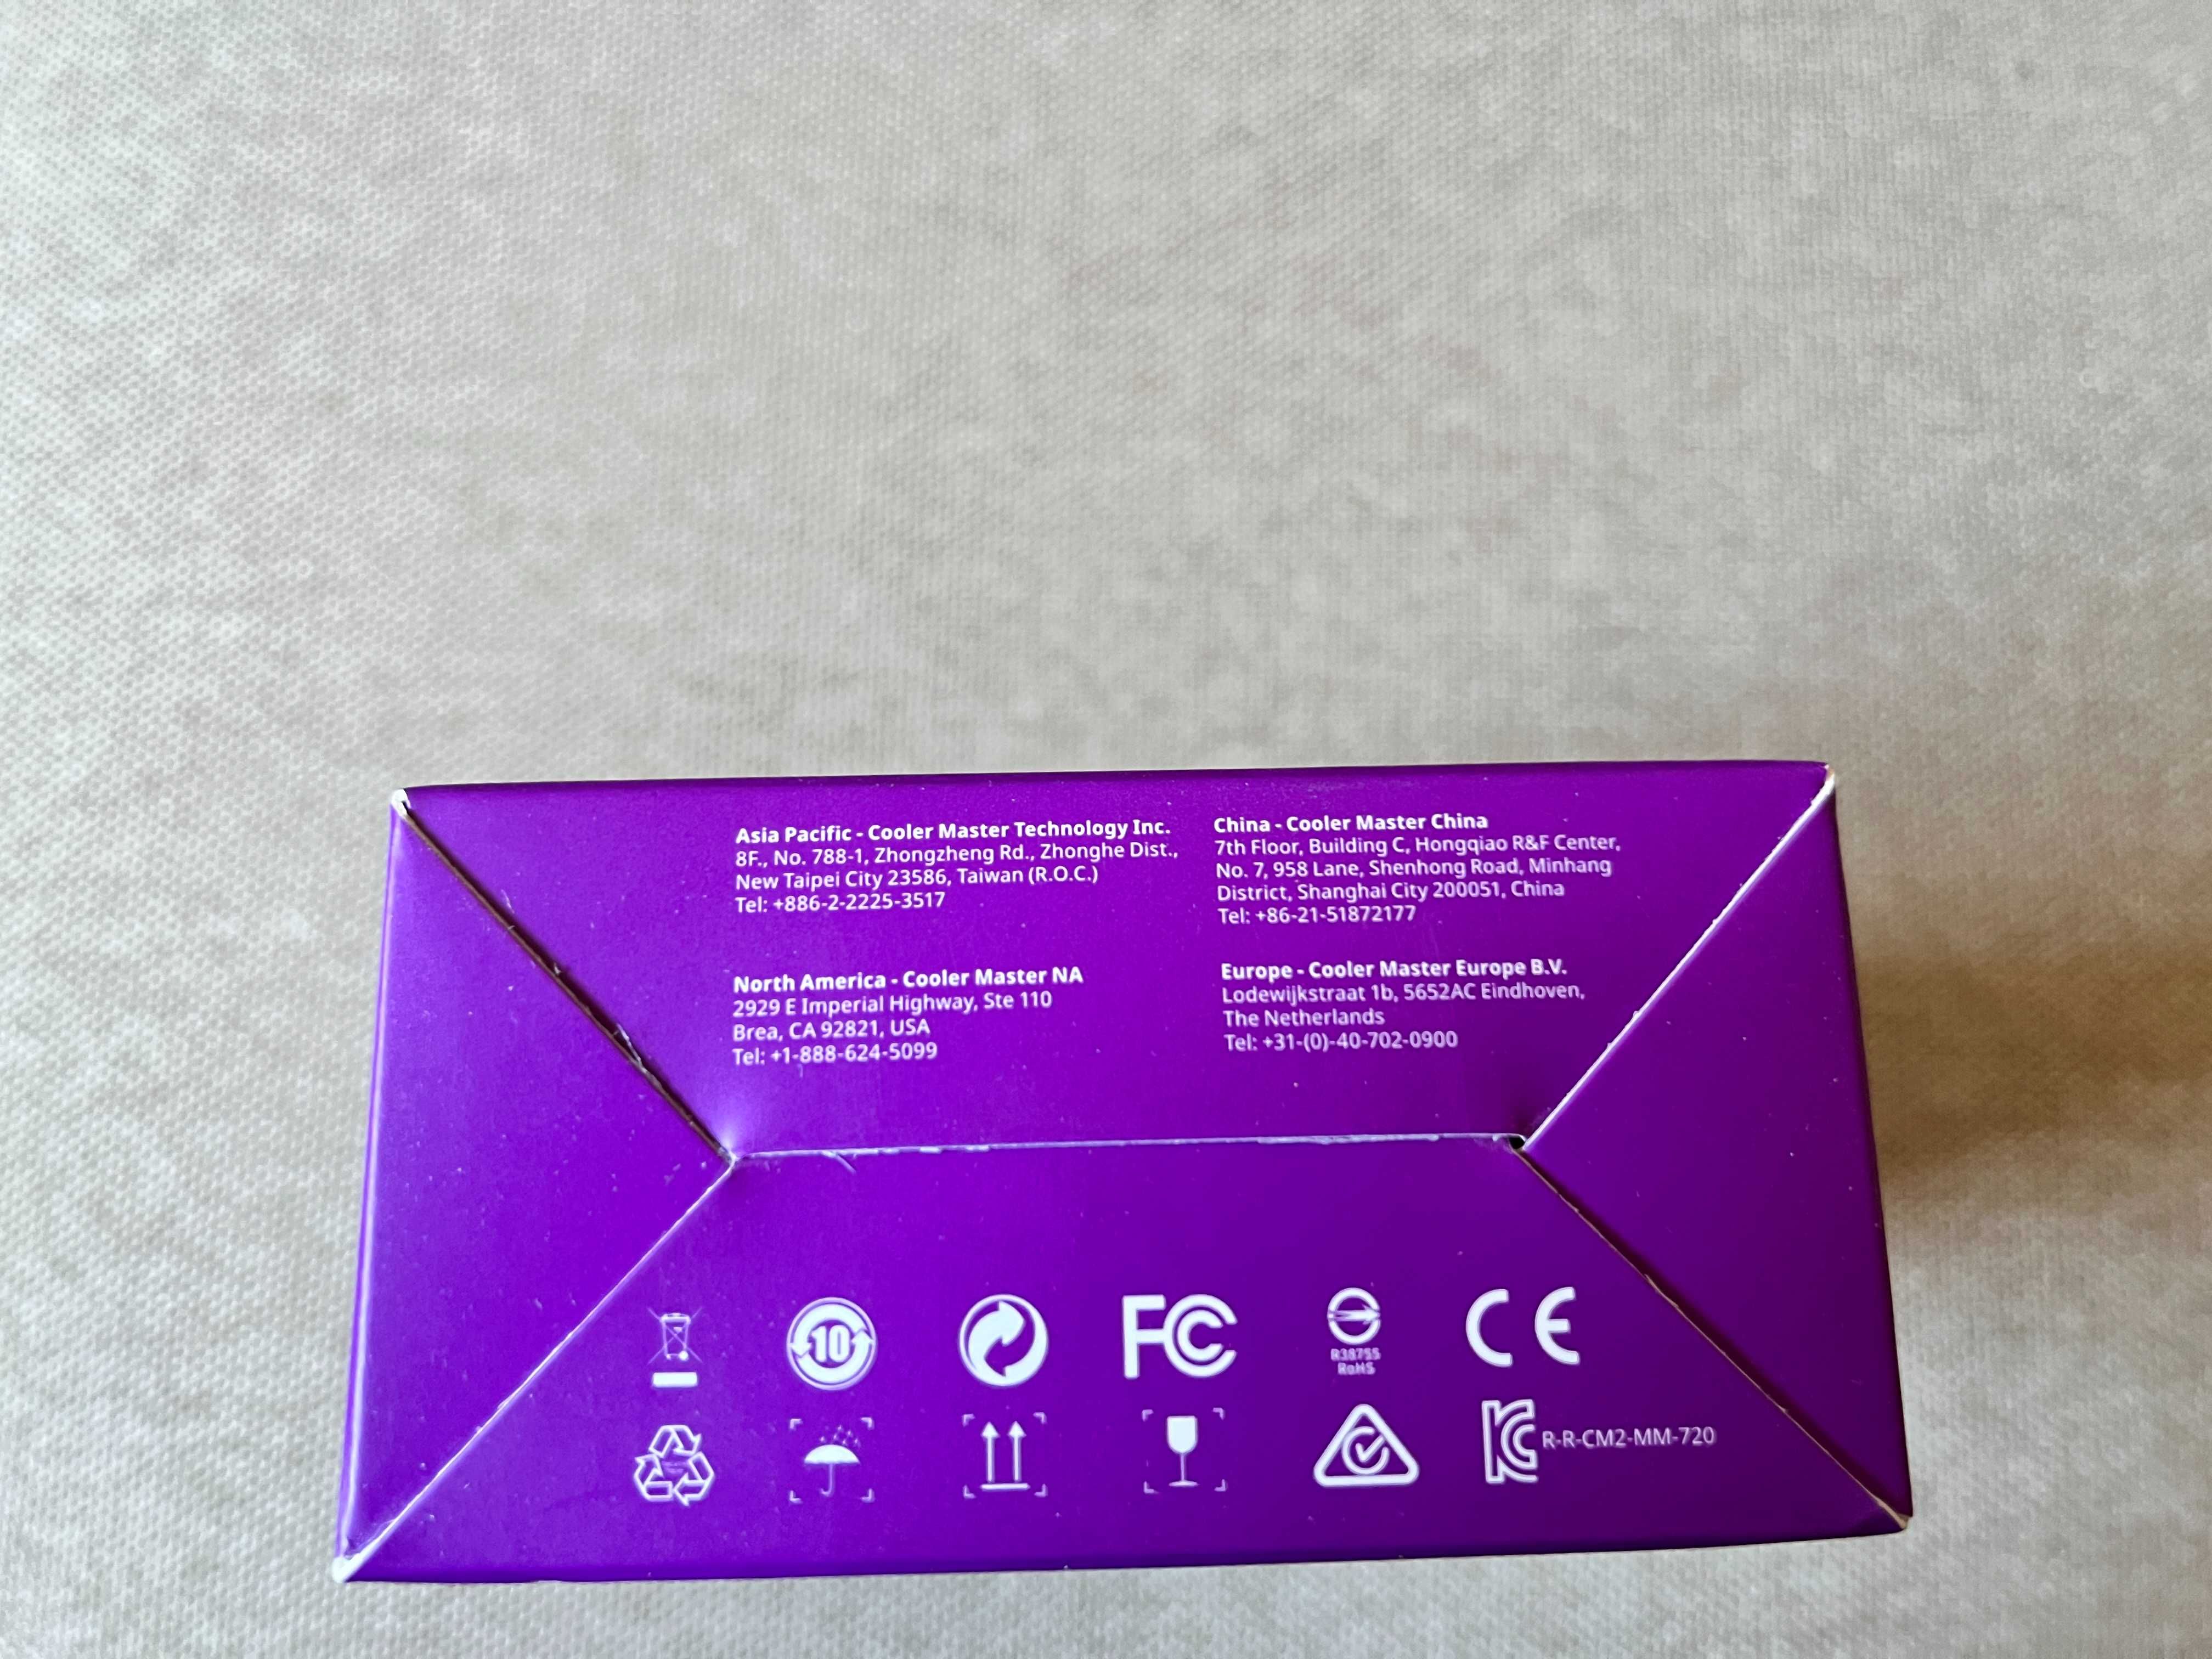 Asia Pacific - Cooler Master Technology Inc.
8F., No. 788-1, Zhongzheng Rd., Zhonghe Dist.,
New Taipei City 23586, Taiwan (R.O.C.)
Tel: +886-2-2225-3517
China - Cooler Master China
7th Floor, Building C, Hongqiao R&F Center,
No. 7, 958 Lane, Shenhong Road, Minhang
District, Shanghai City 200051, China
Tel: +86-21-51872177
North America - Cooler Master NA
2929 E Imperial Highway, Ste 110
Brea, CA 92821, USA
Tel: +1-888-624-5099
Europe - Cooler Master Europe B.V.
Lodewijkstraat 1b, 5652AC Eindhoven,
The Netherlands
Tel: +31-(0)-40-702-0900
10
FC
R38755
RoHS
CE
R-R-CM2-MM-720